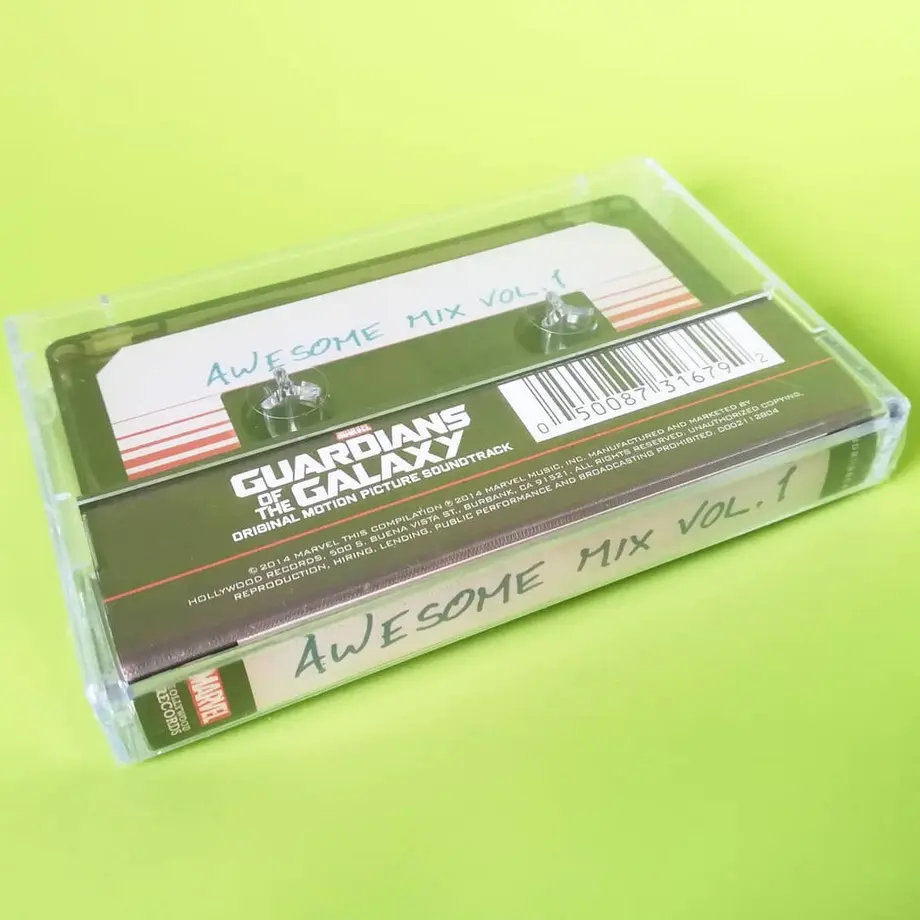 AWESOME MIX VOL. 1
0 50087 31679 2
MARVEL
GUARDIANS
OF THE GALAXY
ORIGINAL MOTION PICTURE SOUNDTRACK
© 2014 MARVEL THIS COMPILATION ℗ 2014 MARVEL MUSIC, INC. MANUFACTURED AND MARKETED BY
HOLLYWOOD RECORDS, 500 S. BUENA VISTA ST., BURBANK, CA 91521. ALL RIGHTS RESERVED. UNAUTHORIZED COPYING,
REPRODUCTION, HIRING, LENDING, PUBLIC PERFORMANCE AND BROADCASTING PROHIBITED. D002112804
MARVEL
HOLLYWOOD
RECORDS
AWESOME MIX VOL. 1